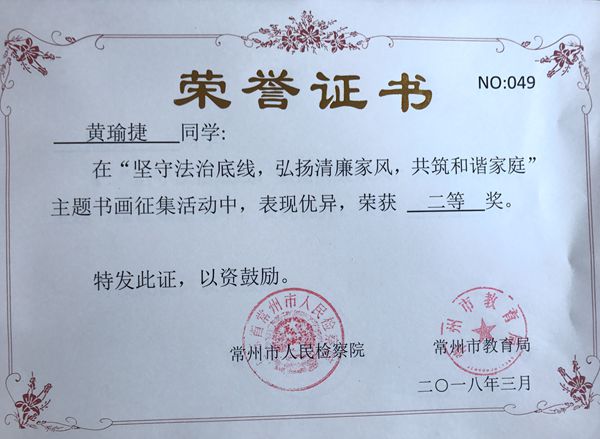 荣誉证书
NO:049
黄瑜捷 同学:
在“坚守法治底线，弘扬清廉家风，共筑和谐家庭”
主题书画征集活动中，表现优异，荣获 二等 奖。
特发此证，以资鼓励。
常州市人民检察院
常州市教育局
二〇一八年三月